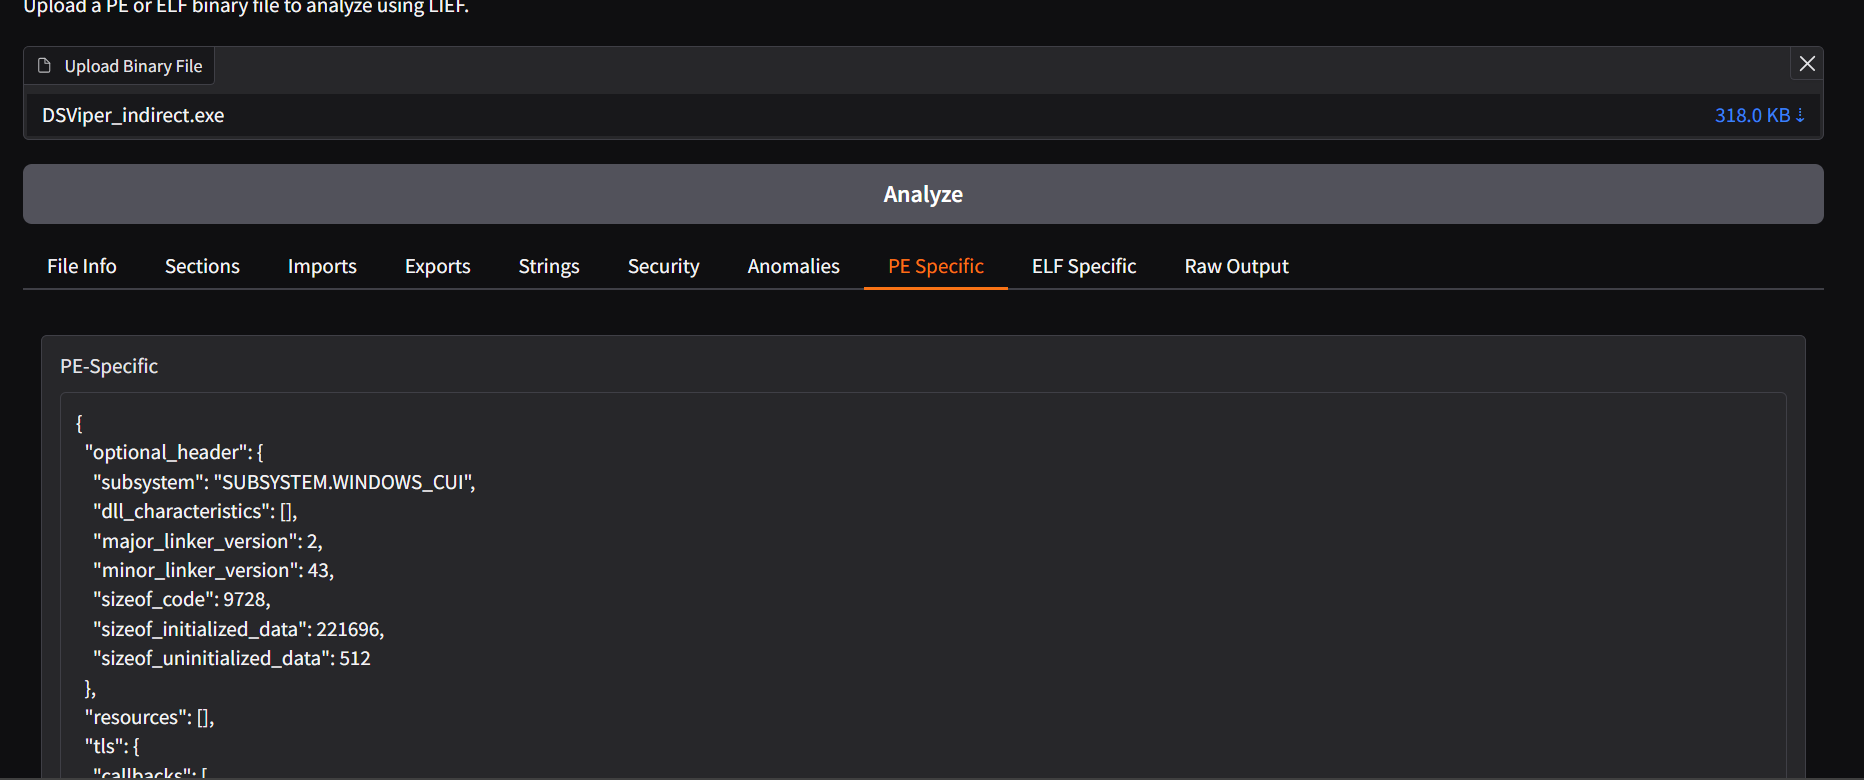 Upload a PE or ELF binary file to analyze using LIEF.
Upload Binary File
DSViper_indirect.exe 318.0 KB ⇣
Analyze
File Info Sections Imports Exports Strings Security Anomalies PE Specific ELF Specific Raw Output
PE-Specific
{
"optional_header": {
"subsystem": "SUBSYSTEM.WINDOWS_CUI",
"dll_characteristics": [],
"major_linker_version": 2,
"minor_linker_version": 43,
"sizeof_code": 9728,
"sizeof_initialized_data": 221696,
"sizeof_uninitialized_data": 512
},
"resources": [],
"tls": {
"callbacks": [